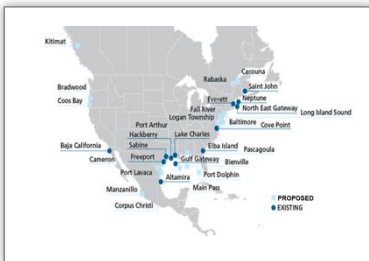 Kitimat
Cacouna
Rabaska
Saint John
Bradwood
Everett
Neptune
Coos Bay
Fall River
North East Gateway
Logan Township
Long Island Sound
Port Arthur
Baltimore
Hackberry
Lake Charles
Cove Point
Baja California
Sabine
Elba Island
Pascagoula
Cameron
Freeport
Gulf Gateway
Bienville
Port Lavaca
Port Dolphin
Altamira
Manzanillo
Main Pass
PROPOSED
Corpus Christi
EXISTING